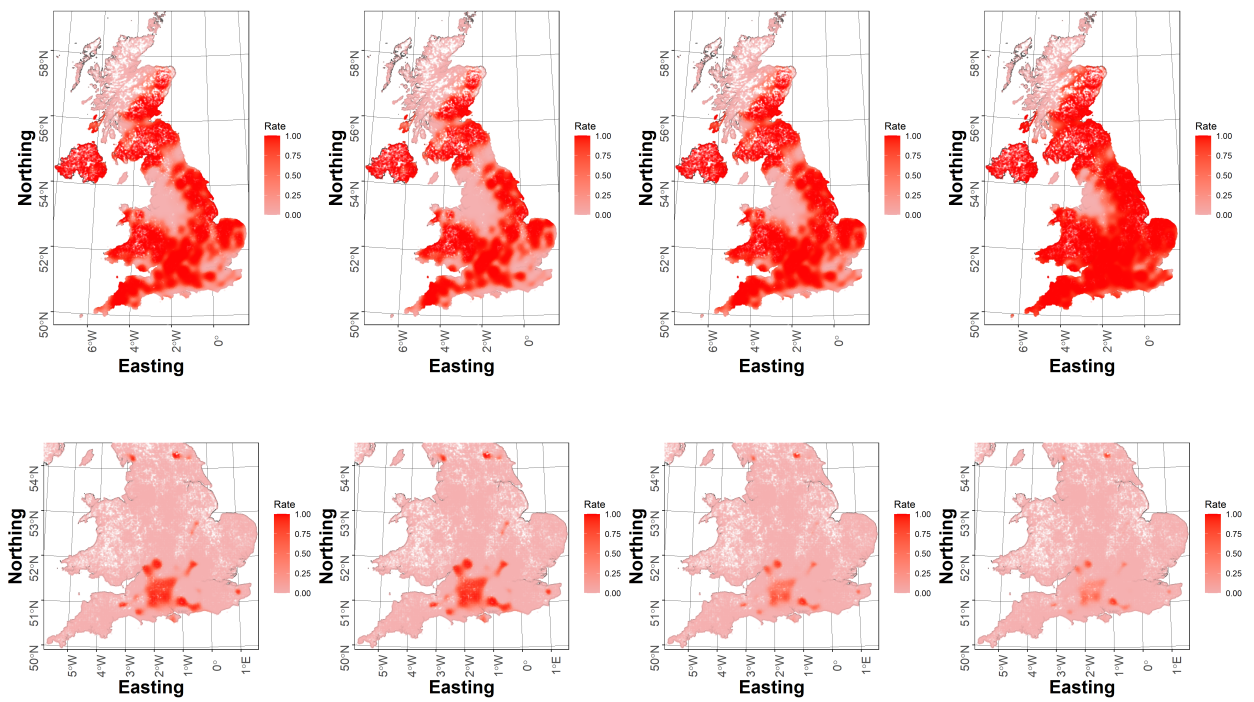 Northing
58°N
56°N
54°N
52°N
50°N
6°W
4°W
2°W
0°
Easting
Rate
1.00
0.75
0.50
0.25
0.00
Northing
58°N
56°N
54°N
52°N
50°N
6°W
4°W
2°W
0°
Easting
Rate
1.00
0.75
0.50
0.25
0.00
Northing
58°N
56°N
54°N
52°N
50°N
6°W
4°W
2°W
0°
Easting
Rate
1.00
0.75
0.50
0.25
0.00
Northing
58°N
56°N
54°N
52°N
50°N
6°W
4°W
2°W
0°
Easting
Rate
1.00
0.75
0.50
0.25
0.00
Northing
54°N
53°N
52°N
51°N
50°N
5°W
4°W
3°W
2°W
1°W
0°
1°E
Easting
Rate
1.00
0.75
0.50
0.25
0.00
Northing
54°N
53°N
52°N
51°N
50°N
5°W
4°W
3°W
2°W
1°W
0°
1°E
Easting
Rate
1.00
0.75
0.50
0.25
0.00
Northing
54°N
53°N
52°N
51°N
50°N
5°W
4°W
3°W
2°W
1°W
0°
1°E
Easting
Rate
1.00
0.75
0.50
0.25
0.00
Northing
54°N
53°N
52°N
51°N
50°N
5°W
4°W
3°W
2°W
1°W
0°
1°E
Easting
Rate
1.00
0.75
0.50
0.25
0.00